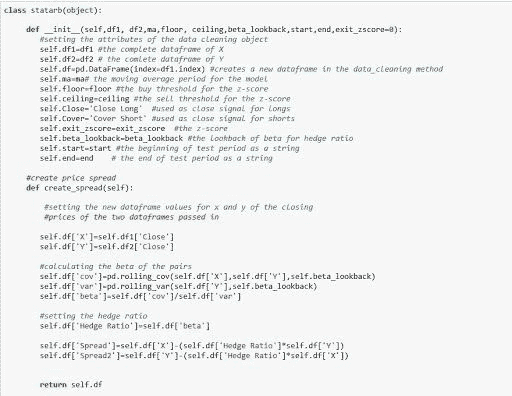 class statarb(object):
def __init__(self,df1, df2,ma,floor, ceiling,beta_lookback,start,end,exit_zscore=0):
#setting the attributes of the data cleaning object
self.df1=df1 #the complete dataframe of X
self.df2=df2 # the comlete dataframe of Y
self.df=pd.DataFrame(index=df1.index) #creates a new dataframe in the data_cleaning method
self.ma=ma# the moving average period for the model
self.floor=floor #the buy threshold for the z-score
self.ceiling=ceiling #the sell threshold for the z-score
self.Close='Close Long' #used as close signal for longs
self.Cover='Cover Short' #used as close signal for shorts
self.exit_zscore=exit_zscore #the z-score
self.beta_lookback=beta_lookback #the lookback of beta for hedge ratio
self.start=start #the beginning of test period as a string
self.end=end # the end of test period as a string
#create price spread
def create_spread(self):
#setting the new dataframe values for x and y of the closing
#prices of the two dataframes passed in
self.df['X']=self.df1['Close']
self.df['Y']=self.df2['Close']
#calculating the beta of the pairs
self.df['cov']=pd.rolling_cov(self.df['X'],self.df['Y'],self.beta_lookback)
self.df['var']=pd.rolling_var(self.df['Y'],self.beta_lookback)
self.df['beta']=self.df['cov']/self.df['var']
#setting the hedge ratio
self.df['Hedge Ratio']=self.df['beta']
self.df['Spread']=self.df['X']-(self.df['Hedge Ratio']*self.df['Y'])
self.df['Spread2']=self.df['Y']-(self.df['Hedge Ratio']*self.df['X'])
return self.df